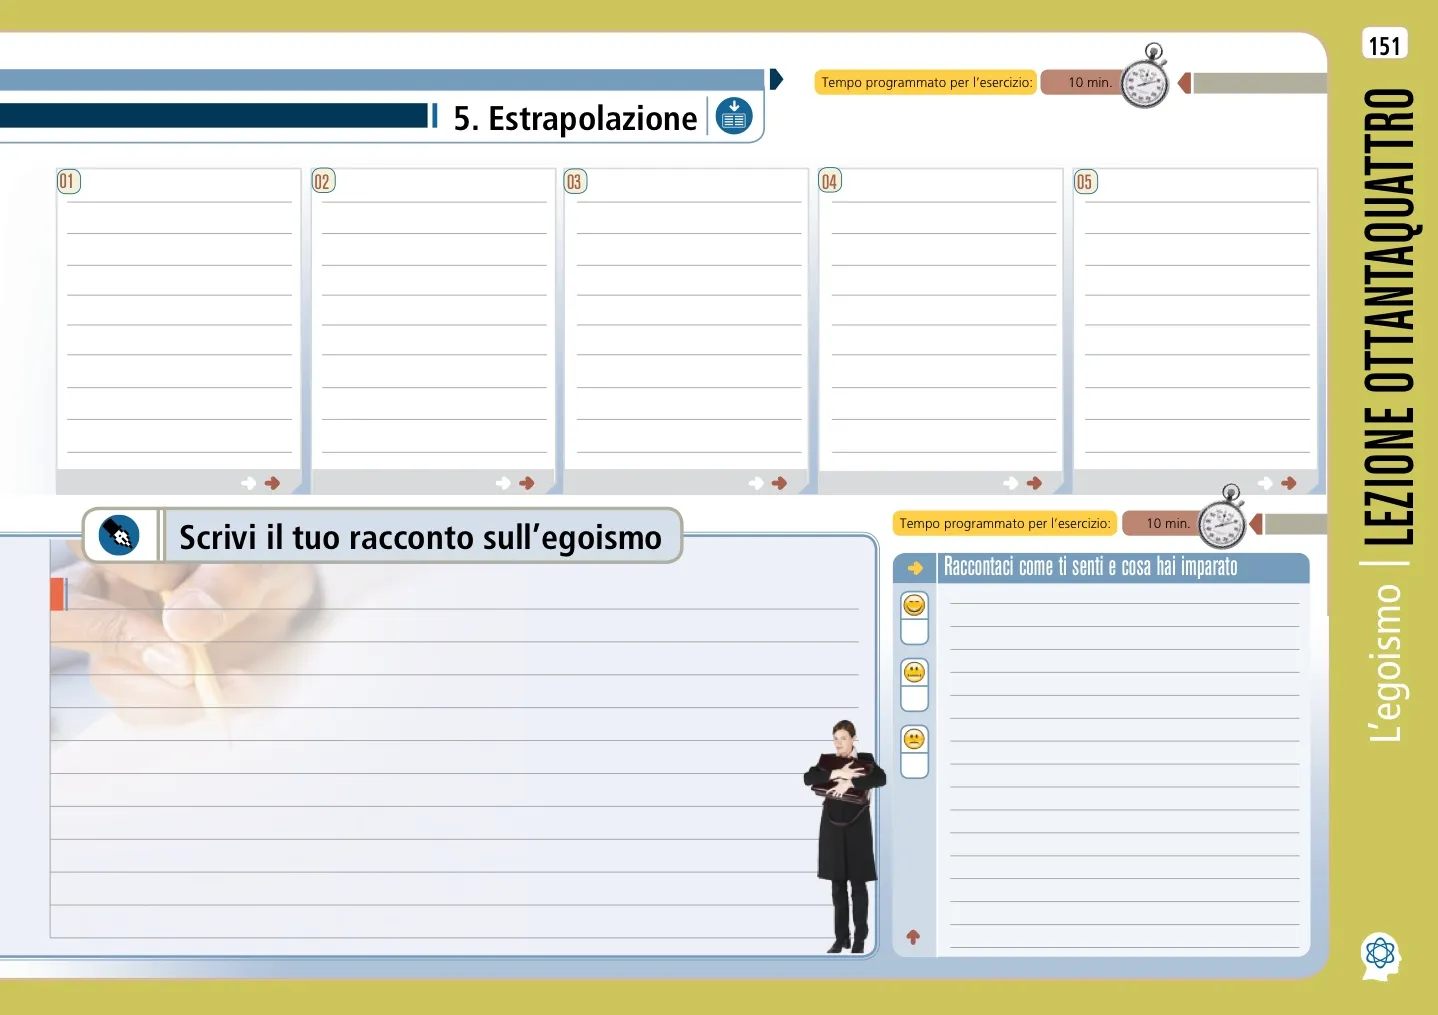 151
Tempo programmato per l'esercizio: 10 min.
5. Estrapolazione
01
02
03
04
05
Scrivi il tuo racconto sull'egoismo
Tempo programmato per l'esercizio: 10 min.
Raccontaci come ti senti e cosa hai imparato
L'egoismo | LEZIONE OTTANTAQUATTRO